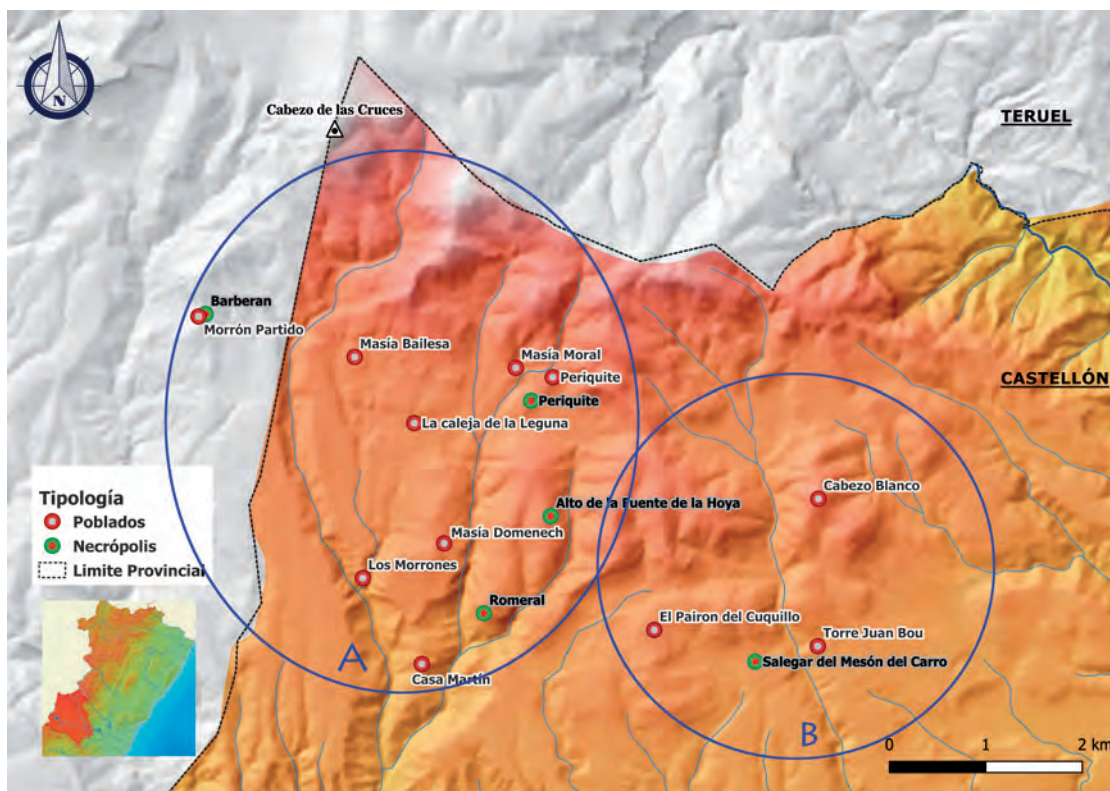 N
Cabezo de las Cruces
TERUEL
Barberan
Morrón Partido
Masía Bailesa
Masía Moral
Periquite
Periquite
CASTELLÓN
La caleja de la Leguna
Cabezo Blanco
Alto de la Fuente de la Hoya
Masía Domenech
Los Morrones
Romeral
El Pairon del Cuquillo
Torre Juan Bou
Salegar del Mesón del Carro
Casa Martín
A
B
Tipología
Poblados
Necrópolis
Limite Provincial
0 1 2 km